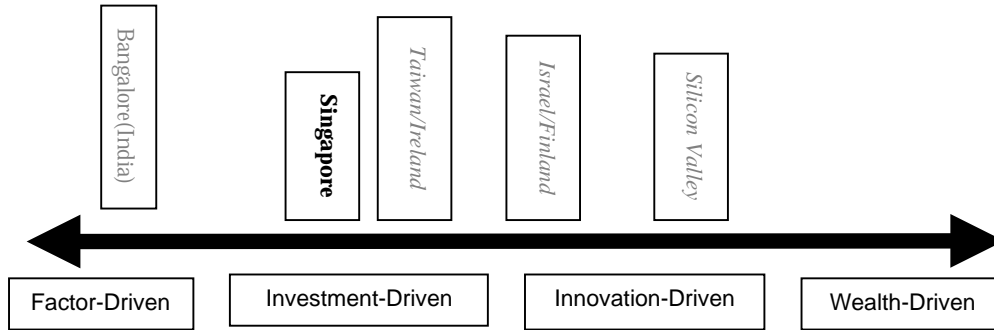 Bangalore(India)
Singapore
Taiwan/Ireland
Israel/Finland
Silicon Valley
Factor-Driven
Investment-Driven
Innovation-Driven
Wealth-Driven